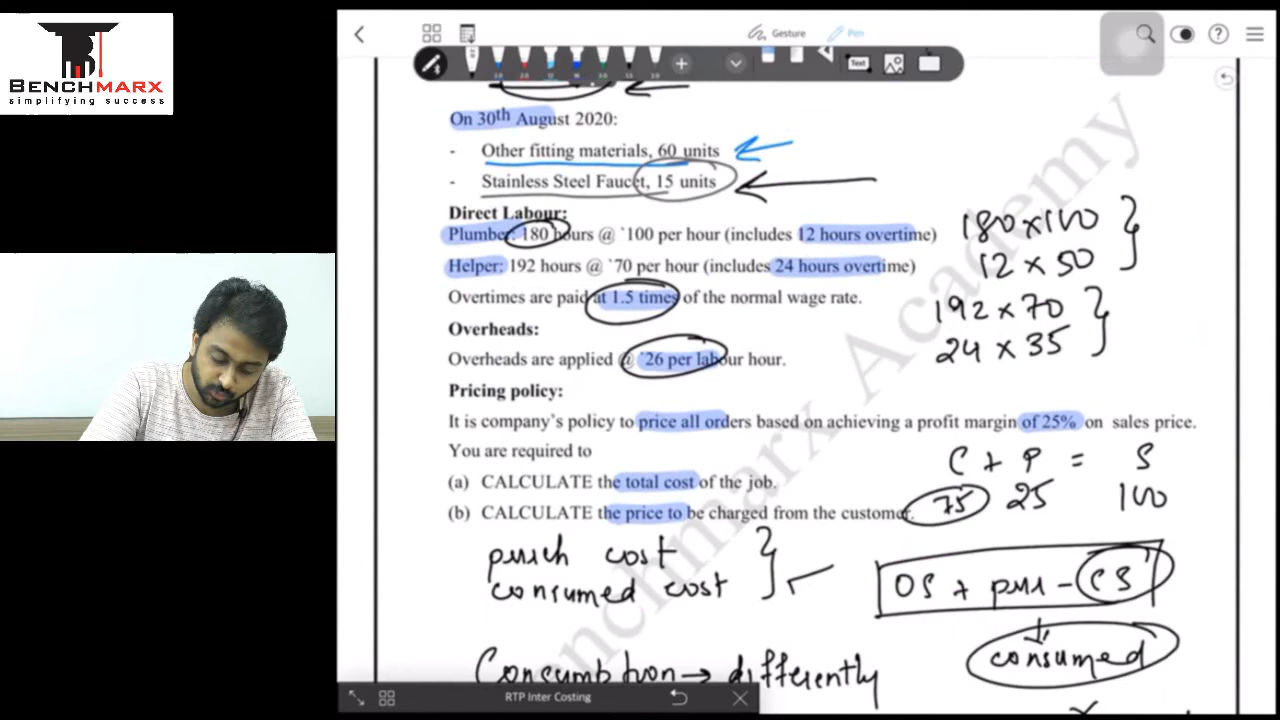 BENCHMARX
simplifying success
Gesture
Pen
Text
On 30th August 2020:
- Other fitting materials, 60 units
- Stainless Steel Faucet, 15 units
Direct Labour:
Plumber: 180 hours @ `100 per hour (includes 12 hours overtime)
Helper: 192 hours @ `70 per hour (includes 24 hours overtime)
Overtimes are paid at 1.5 times of the normal wage rate.
180 x 100
12 x 50
192 x 70
24 x 35
Overheads:
Overheads are applied @ `26 per labour hour.
Pricing policy:
It is company's policy to price all orders based on achieving a profit margin of 25% on sales price.
You are required to
(a) CALCULATE the total cost of the job.
(b) CALCULATE the price to be charged from the customer.
C + P = S
75 25 100
purch cost
consumed cost
OS + pur - CS
consumed
Consumption → differently
Benchmarx Academy
RTP Inter Costing